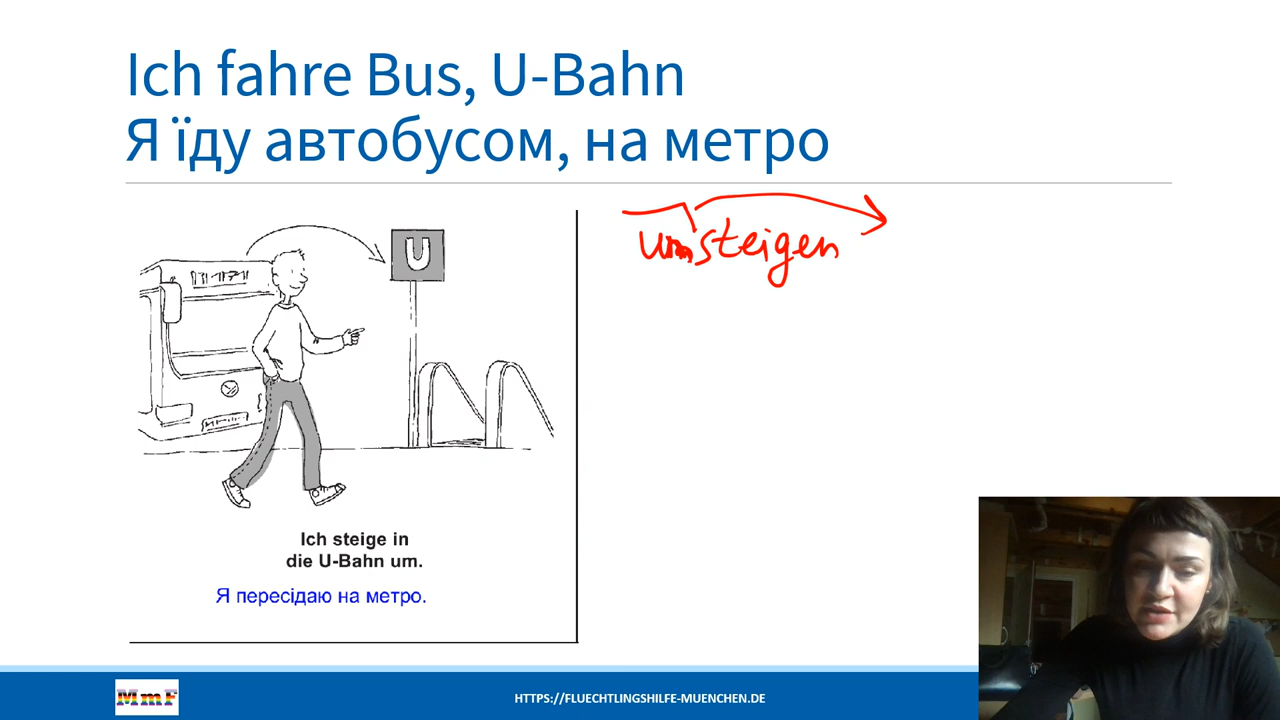 Ich fahre Bus, U-Bahn
Я їду автобусом, на метро
umsteigen
U
Ich steige in
die U-Bahn um.
Я пересідаю на метро.
MmF
HTTPS://FLUECHTLINGSHILFE-MUENCHEN.DE